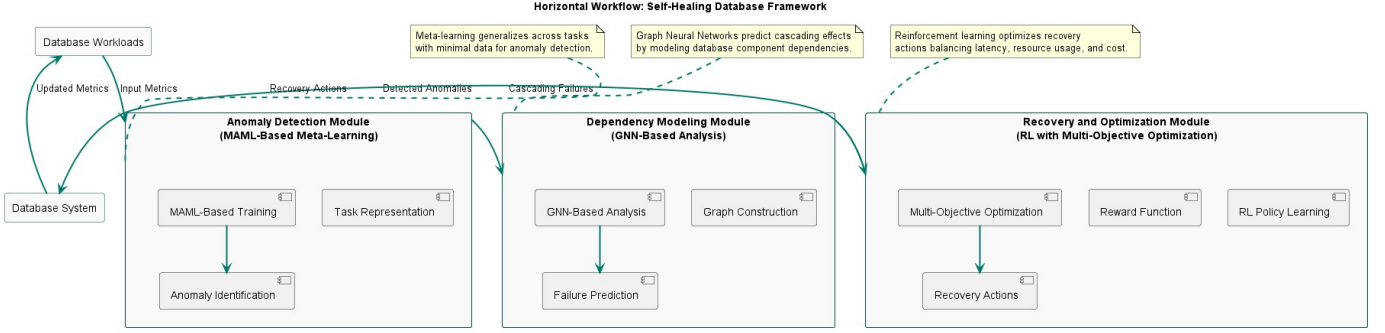 Horizontal Workflow: Self-Healing Database Framework
Database Workloads
Meta-learning generalizes across tasks
with minimal data for anomaly detection.
Graph Neural Networks predict cascading effects
by modeling database component dependencies.
Reinforcement learning optimizes recovery
actions balancing latency, resource usage, and cost.
Updated Metrics
Input Metrics
Recovery Actions
Detected Anomalies
Cascading Failures
Anomaly Detection Module
(MAML-Based Meta-Learning)
Dependency Modeling Module
(GNN-Based Analysis)
Recovery and Optimization Module
(RL with Multi-Objective Optimization)
Database System
MAML-Based Training
Task Representation
GNN-Based Analysis
Graph Construction
Multi-Objective Optimization
Reward Function
RL Policy Learning
Anomaly Identification
Failure Prediction
Recovery Actions